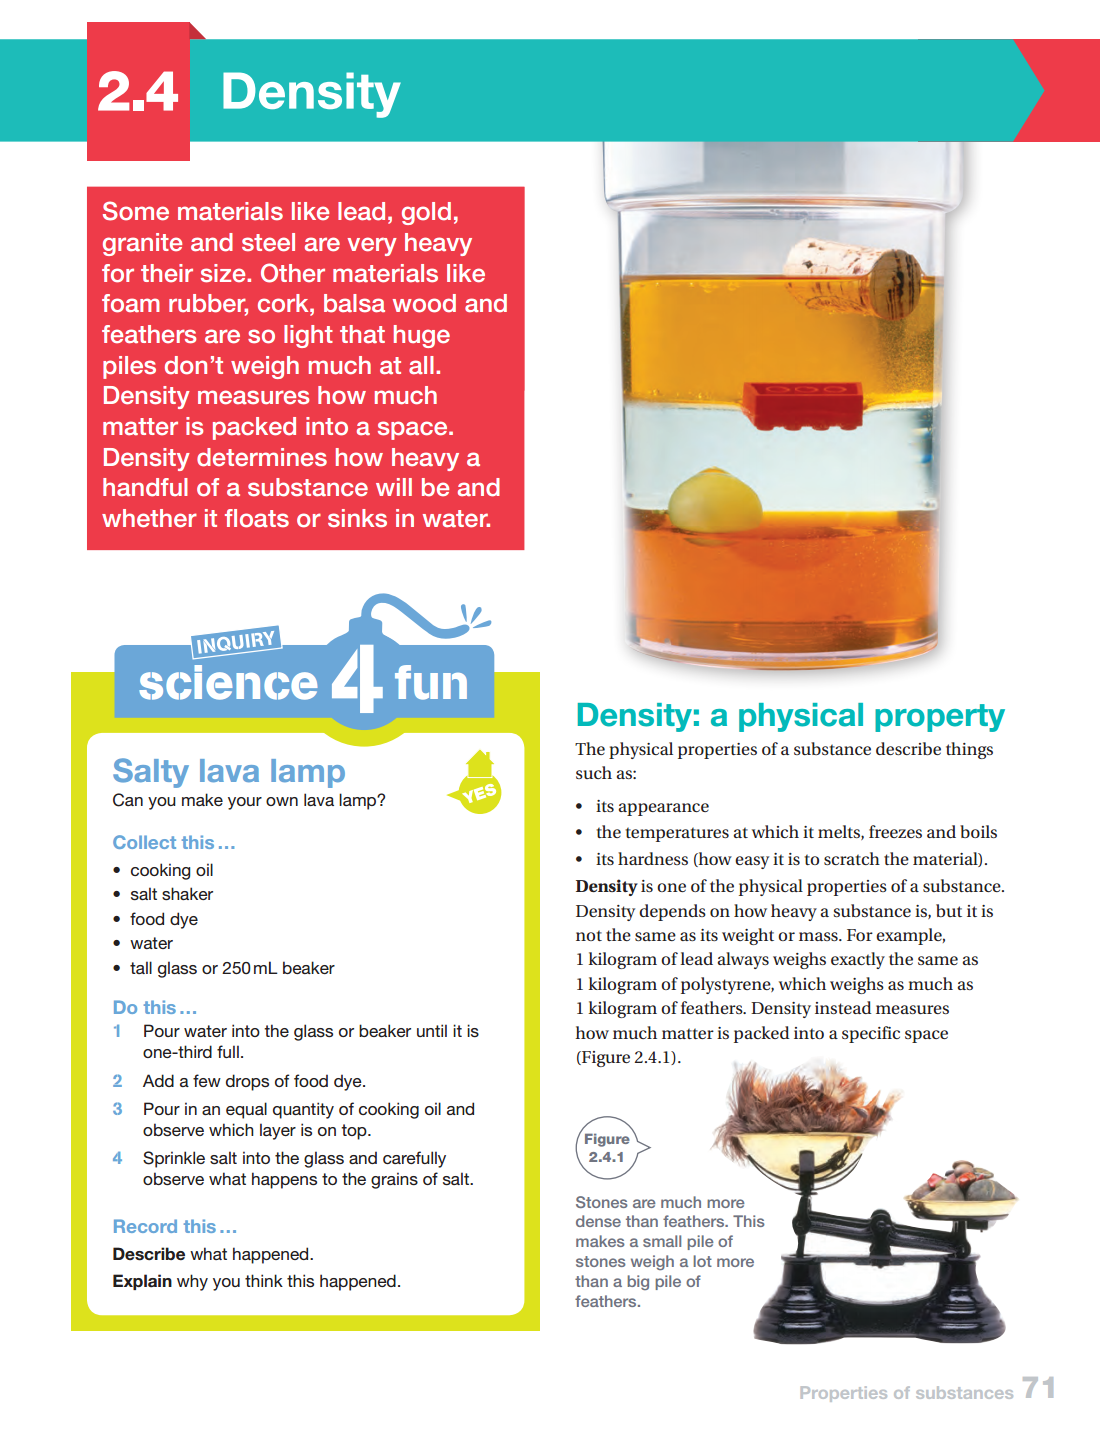 2.4 Density
Some materials like lead, gold,
granite and steel are very heavy
for their size. Other materials like
foam rubber, cork, balsa wood and
feathers are so light that huge
piles don't weigh much at all.
Density measures how much
matter is packed into a space.
Density determines how heavy a
handful of a substance will be and
whether it floats or sinks in water.
INQUIRY
science 4 fun
Salty lava lamp
Can you make your own lava lamp?
YES
Collect this...
• cooking oil
• salt shaker
• food dye
• water
• tall glass or 250 mL beaker
Do this...
1 Pour water into the glass or beaker until it is
one-third full.
2 Add a few drops of food dye.
3 Pour in an equal quantity of cooking oil and
observe which layer is on top.
4 Sprinkle salt into the glass and carefully
observe what happens to the grains of salt.
Record this...
Describe what happened.
Explain why you think this happened.
Density: a physical property
The physical properties of a substance describe things
such as:
• its appearance
• the temperatures at which it melts, freezes and boils
• its hardness (how easy it is to scratch the material).
Density is one of the physical properties of a substance.
Density depends on how heavy a substance is, but it is
not the same as its weight or mass. For example,
1 kilogram of lead always weighs exactly the same as
1 kilogram of polystyrene, which weighs as much as
1 kilogram of feathers. Density instead measures
how much matter is packed into a specific space
(Figure 2.4.1).
Figure
2.4.1
Stones are much more
dense than feathers. This
makes a small pile of
stones weigh a lot more
than a big pile of
feathers.
Properties of substances 71